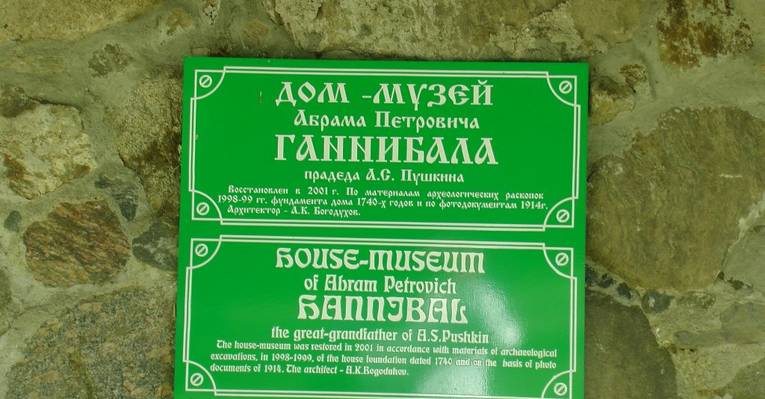 ДОМ -МУЗЕЙ
АБРАМА ПЕТРОВИЧА
ГАННИБАЛА
ПРАДЕДА А.С. ПУШКИНА
Восстановлен в 2001 г. По материалам археологических раскопок
1998-99 гг. фундамента дома 1740-х годов и по фотодокументам 1914г.
Архитектор - А.К. Богодухов.
HOUSE-MUSEUM
of Abram Petrovich
HANNIBAL
the great-grandfather of A.S.Pushkin
The house-museum was restored in 2001 in accordance with materials of archaeological
excavations, in 1998-1999, of the house foundation dated 1740 and on the basis of photo
documents of 1914. The architect - A.K.Bogodukov.